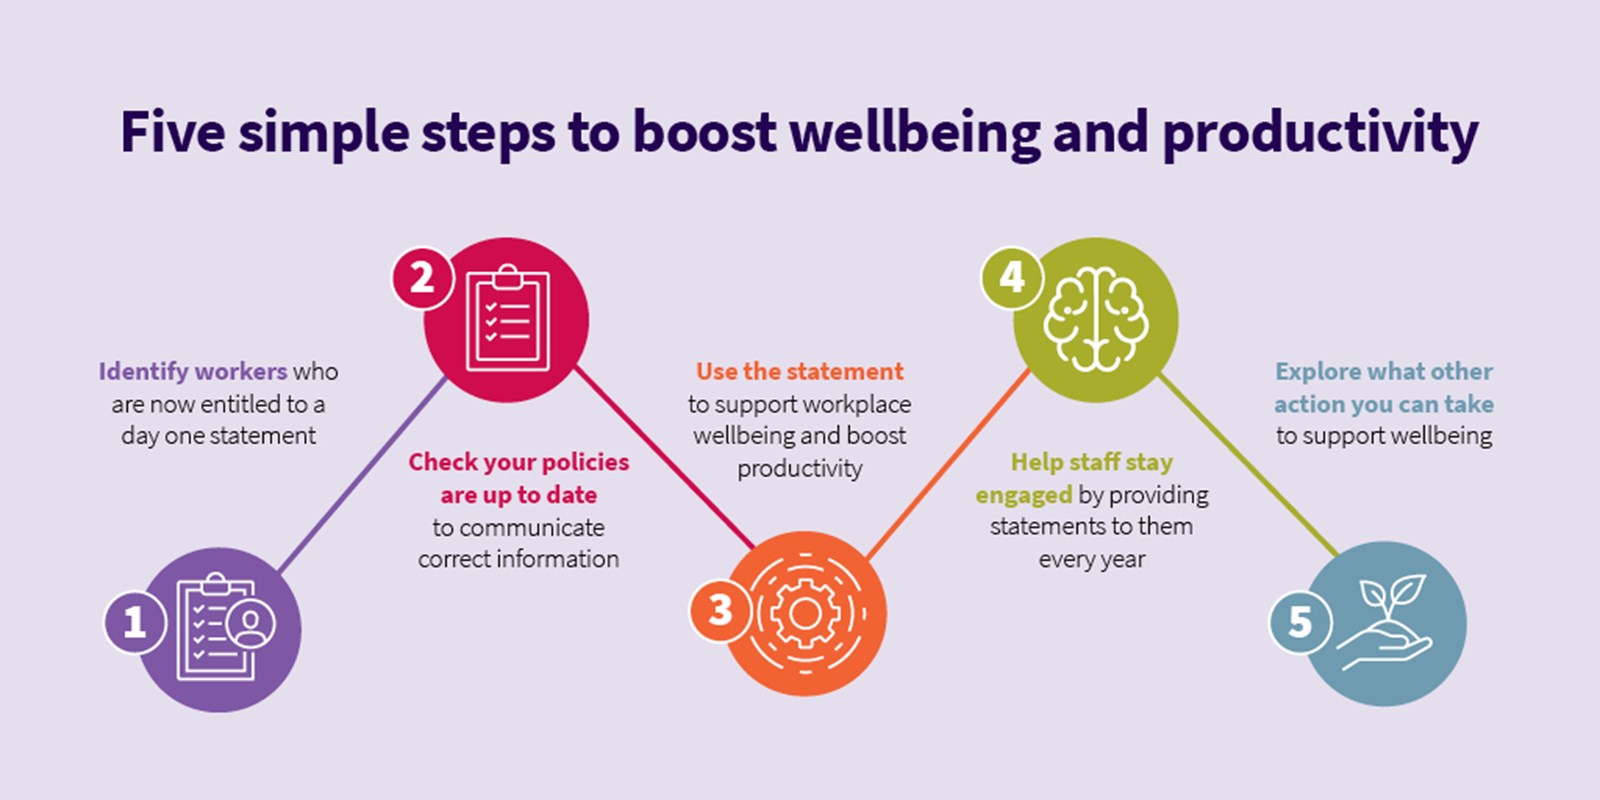 Five simple steps to boost wellbeing and productivity
1
Identify workers who
are now entitled to a
day one statement
2
Check your policies
are up to date
to communicate
correct information
3
Use the statement
to support workplace
wellbeing and boost
productivity
4
Help staff stay
engaged by providing
statements to them
every year
5
Explore what other
action you can take
to support wellbeing